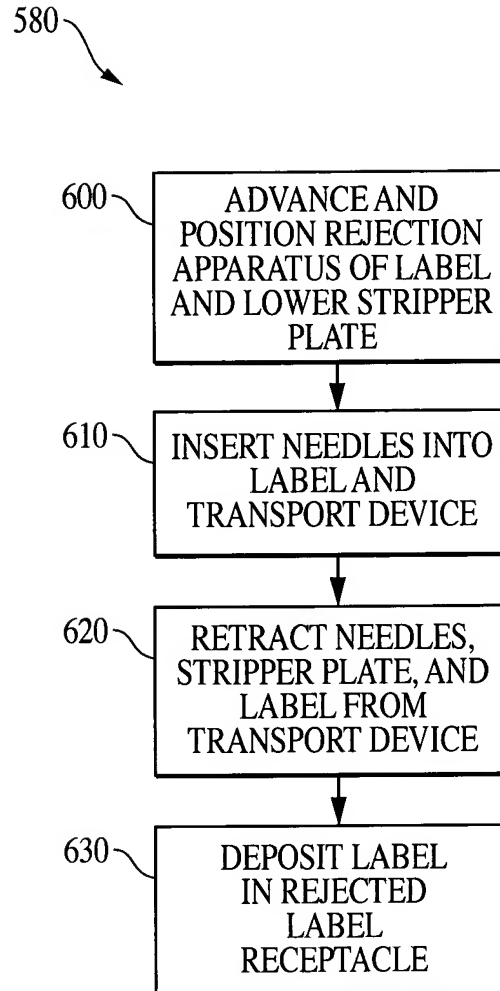 580
600
ADVANCE AND
POSITION REJECTION
APPARATUS OF LABEL
AND LOWER STRIPPER
PLATE
610
INSERT NEEDLES INTO
LABEL AND
TRANSPORT DEVICE
620
RETRACT NEEDLES,
STRIPPER PLATE, AND
LABEL FROM
TRANSPORT DEVICE
630
DEPOSIT LABEL
IN REJECTED
LABEL
RECEPTACLE